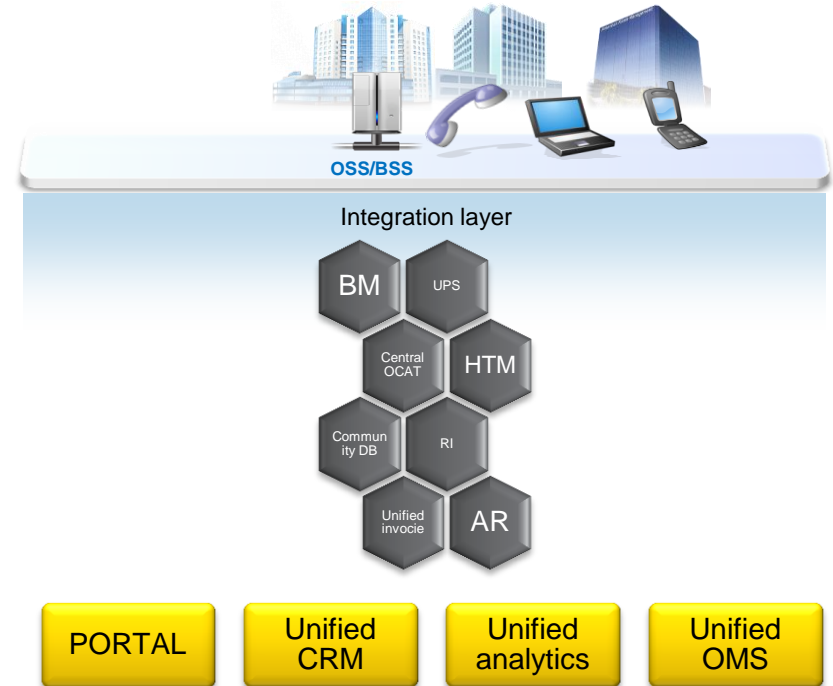 OSS/BSS
Integration layer
BM
UPS
Central
OCAT
HTM
Commun
ity DB
RI
Unified
invocie
AR
PORTAL
Unified
CRM
Unified
analytics
Unified
OMS